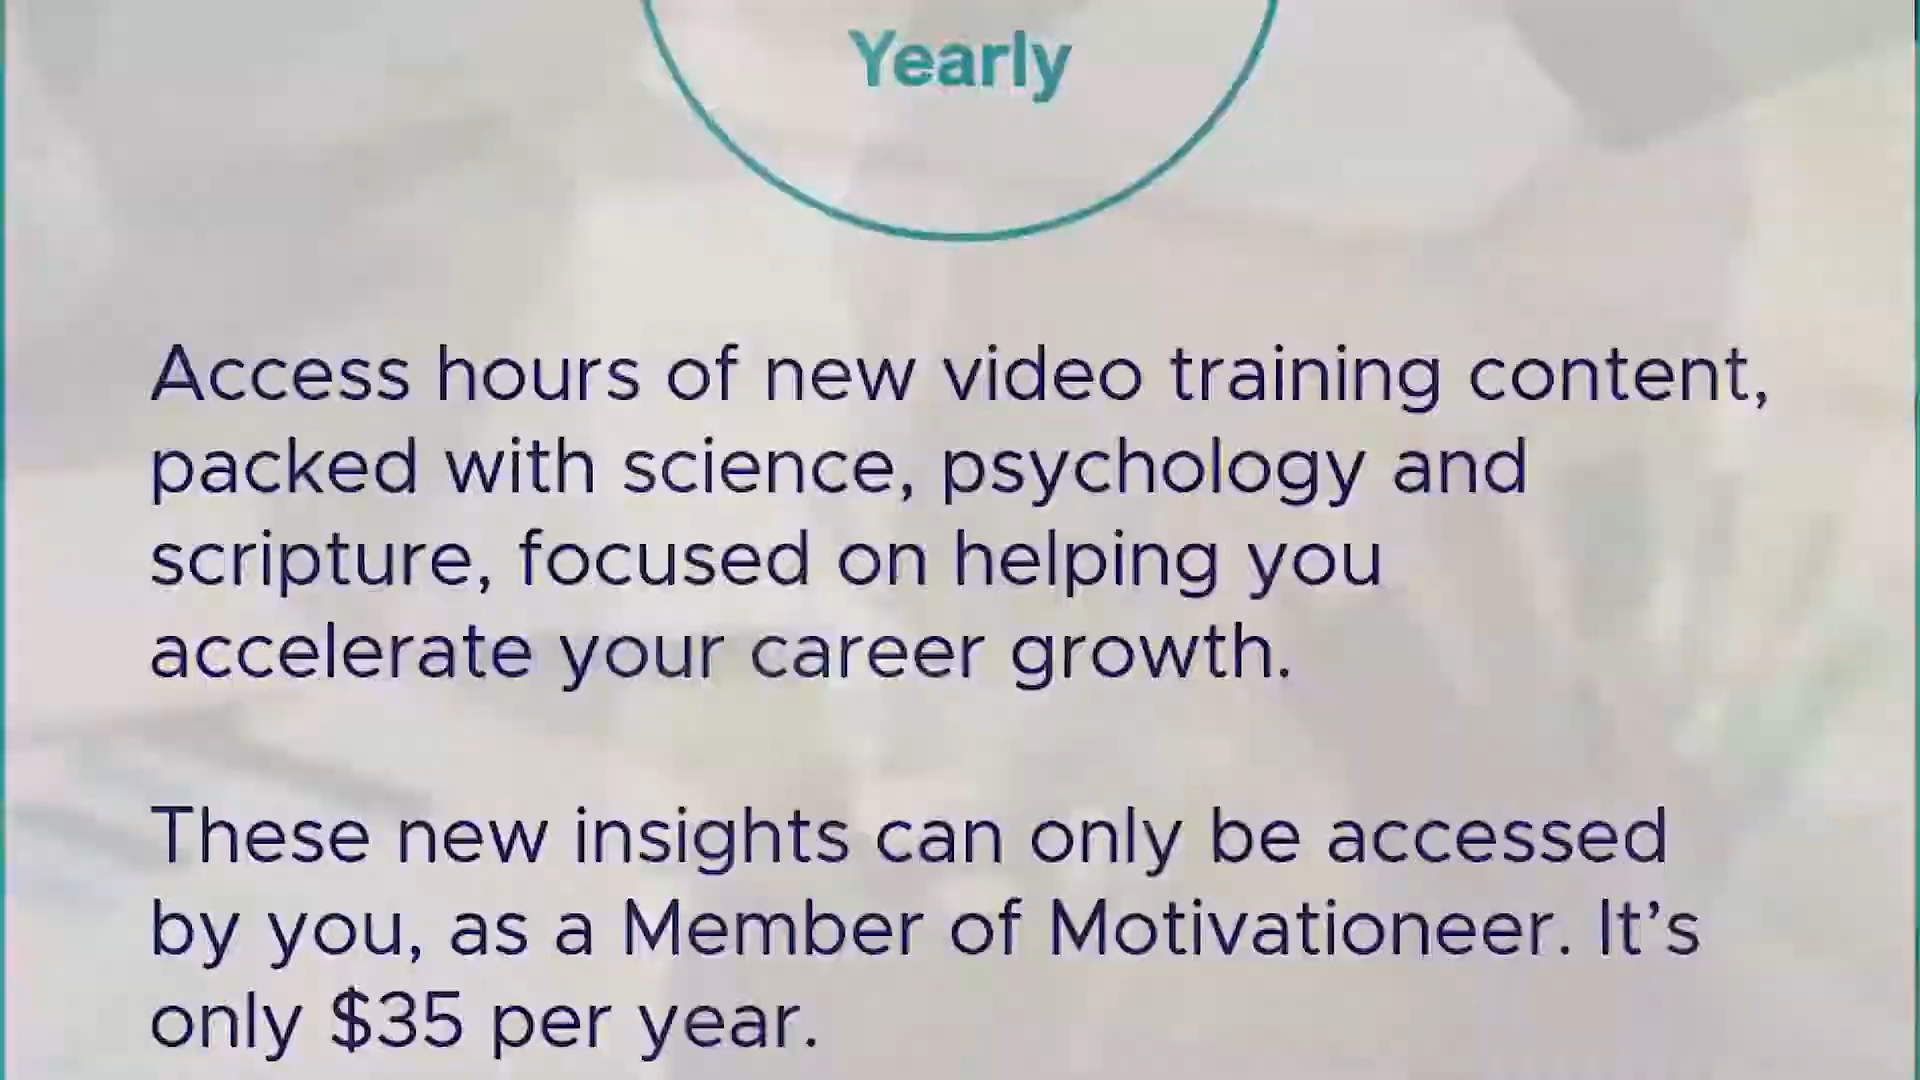 Yearly
Access hours of new video training content,
packed with science, psychology and
scripture, focused on helping you
accelerate your career growth.
These new insights can only be accessed
by you, as a Member of Motivationeer. It’s
only $35 per year.